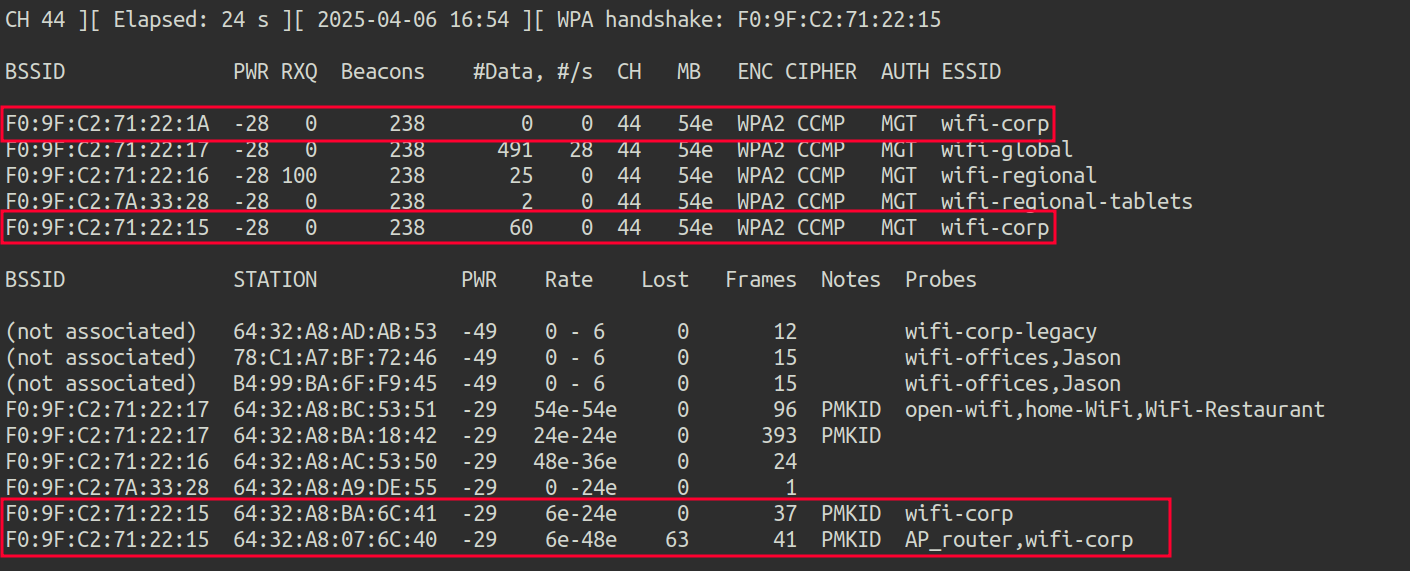 CH 44 ][ Elapsed: 24 s ][ 2025-04-06 16:54 ][ WPA handshake: F0:9F:C2:71:22:15
BSSID PWR RXQ Beacons #Data, #/s CH MB ENC CIPHER AUTH ESSID
F0:9F:C2:71:22:1A -28 0 238 0 0 44 54e WPA2 CCMP MGT wifi-corp
F0:9F:C2:71:22:17 -28 0 238 491 28 44 54e WPA2 CCMP MGT wifi-global
F0:9F:C2:71:22:16 -28 100 238 25 0 44 54e WPA2 CCMP MGT wifi-regional
F0:9F:C2:7A:33:28 -28 0 238 2 0 44 54e WPA2 CCMP MGT wifi-regional-tablets
F0:9F:C2:71:22:15 -28 0 238 60 0 44 54e WPA2 CCMP MGT wifi-corp
BSSID STATION PWR Rate Lost Frames Notes Probes
(not associated) 64:32:A8:AD:AB:53 -49 0 - 6 0 12 wifi-corp-legacy
(not associated) 78:C1:A7:BF:72:46 -49 0 - 6 0 15 wifi-offices,Jason
(not associated) B4:99:BA:6F:F9:45 -49 0 - 6 0 15 wifi-offices,Jason
F0:9F:C2:71:22:17 64:32:A8:BC:53:51 -29 54e-54e 0 96 PMKID open-wifi,home-WiFi,WiFi-Restaurant
F0:9F:C2:71:22:17 64:32:A8:BA:18:42 -29 24e-24e 0 393 PMKID
F0:9F:C2:71:22:16 64:32:A8:AC:53:50 -29 48e-36e 0 24
F0:9F:C2:7A:33:28 64:32:A8:A9:DE:55 -29 0 -24e 0 1
F0:9F:C2:71:22:15 64:32:A8:BA:6C:41 -29 6e-24e 0 37 PMKID wifi-corp
F0:9F:C2:71:22:15 64:32:A8:07:6C:40 -29 6e-48e 63 41 PMKID AP_router,wifi-corp